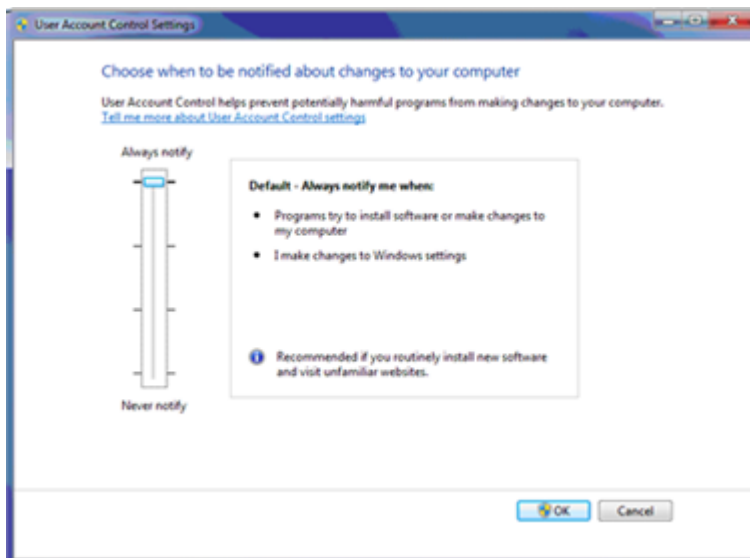 User Account Control Settings
Choose when to be notified about changes to your computer
User Account Control helps prevent potentially harmful programs from making changes to your computer.
Tell me more about User Account Control settings
Always notify
Default - Always notify me when:
• Programs try to install software or make changes to
my computer
• I make changes to Windows settings
Recommended if you routinely install new software
and visit unfamiliar websites.
Never notify
OK Cancel